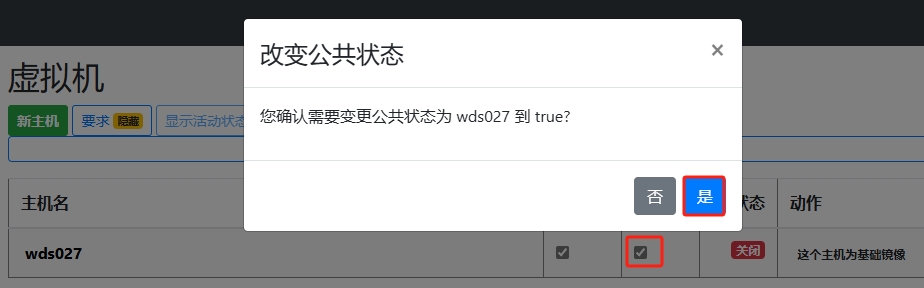 改变公共状态
×
虚拟机
新主机 要求 隐藏 显示活动状态
您确认需要变更公共状态为 wds027 到 true?
否 是
主机名 状态 动作
wds027 关闭 这个主机为基础镜像